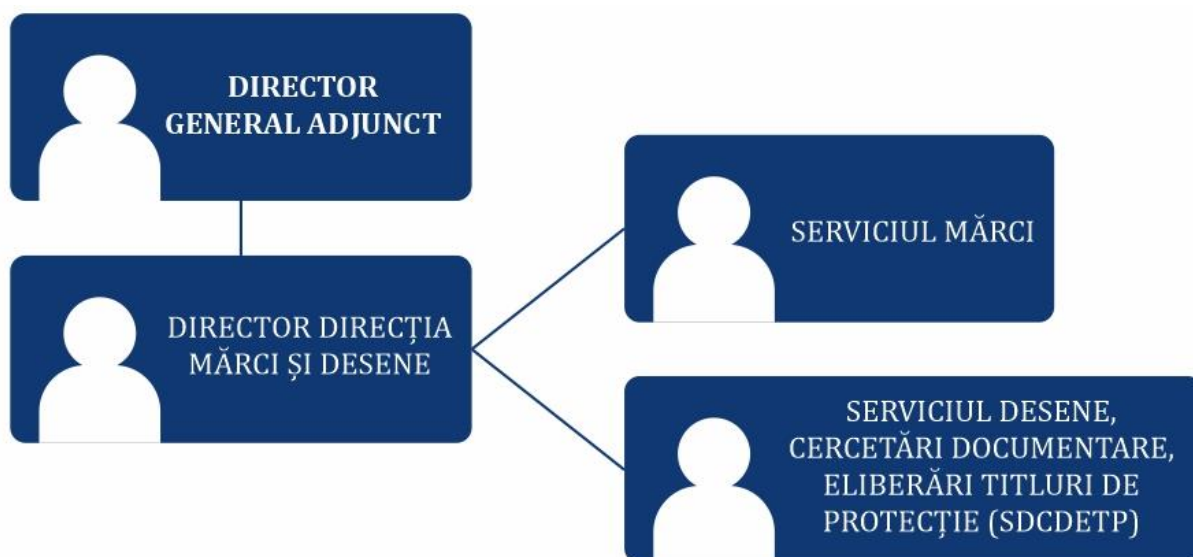 DIRECTOR
GENERAL ADJUNCT
SERVICIUL MĂRCI
DIRECTOR DIRECȚIA
MĂRCI ȘI DESENE
SERVICIUL DESENE,
CERCETĂRI DOCUMENTARE,
ELIBERĂRI TITLURI DE
PROTECȚIE (SDCDETP)